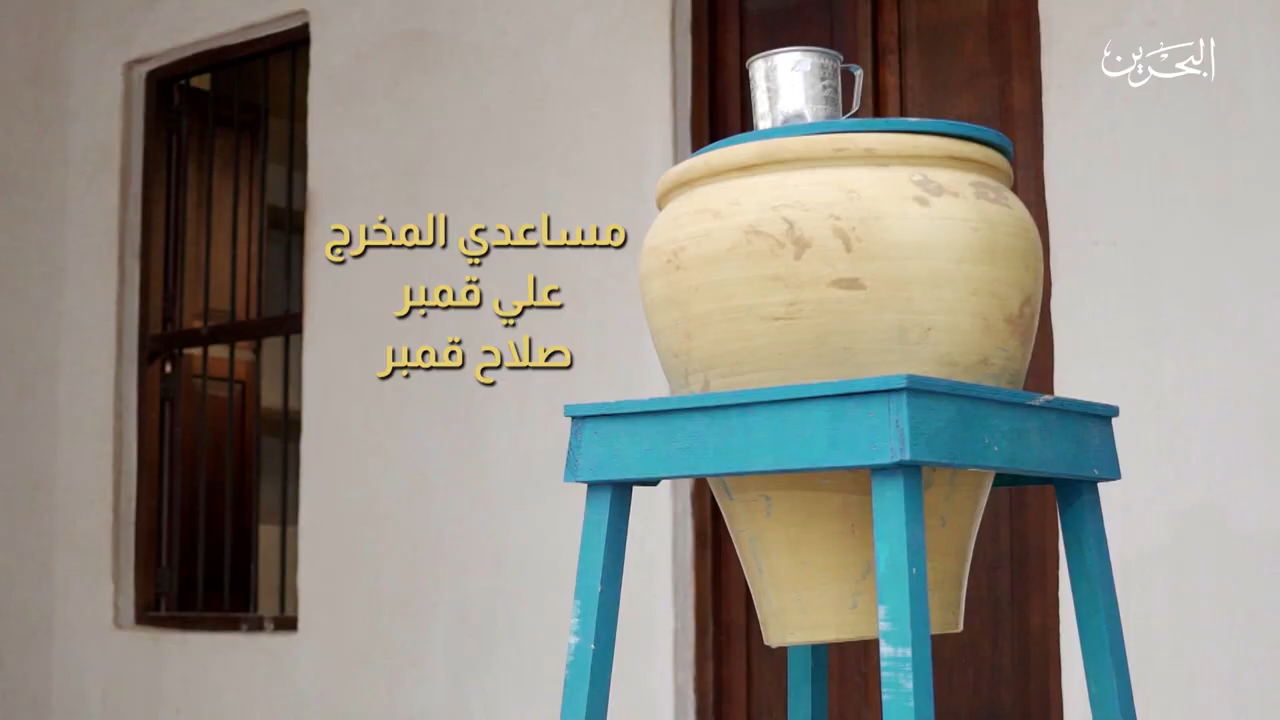 البحرين
مساعدي المخرج
علي قمبر
صلاح قمبر